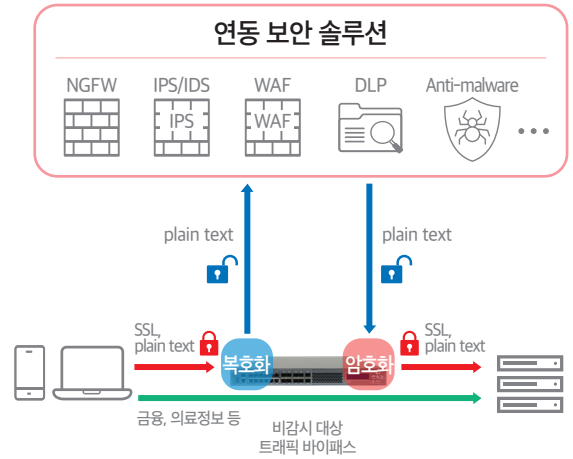 연동 보안 솔루션
NGFW
IPS/IDS
WAF
DLP
Anti-malware
IPS
WAF
plain text
plain text
SSL,
plain text
복호화
암호화
SSL,
plain text
금융, 의료정보 등
비감시 대상
트래픽 바이패스